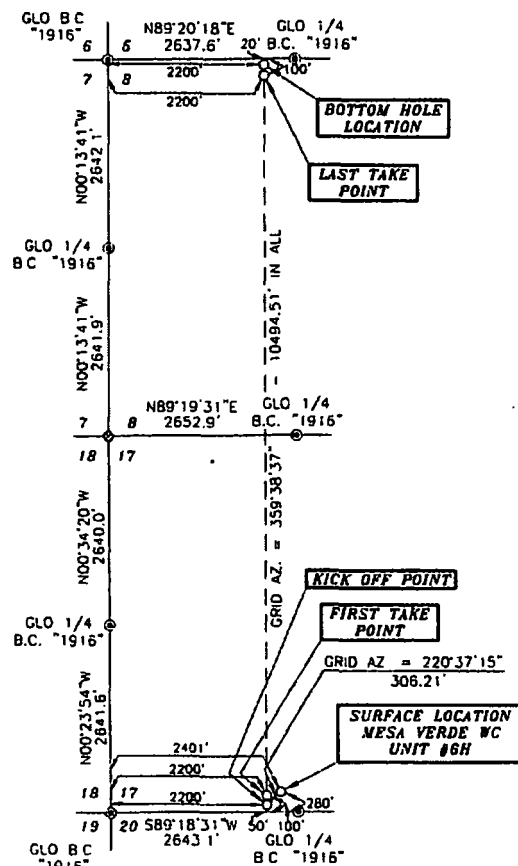 GLO B C
"1916"
N89°20'18"E
2637.6'
GLO 1/4
20' B.C. "1916"
6 5
7 8
2200'
100'
2200'
BOTTOM HOLE
LOCATION
LAST TAKE
POINT
N00°13'41"W
2642.1'
GLO 1/4
B C "1916"
N00°13'41"W
2641.9'
GRID AZ. = 359°38'37" - 10494.51' IN ALL
N89°19'31"E
2652.9'
GLO 1/4
B.C. "1916"
7 8
18 17
N00°34'20"W
2640.0'
GLO 1/4
B.C. "1916"
KICK OFF POINT
FIRST TAKE
POINT
GRID AZ = 220°37'15"
306.21'
SURFACE LOCATION
MESA VERDE WC
UNIT #6H
N00°23'54"W
2641.6'
2401'
2200'
2200'
280'
18 17
19 20
S89°18'31"W
2643 1'
50' 100'
GLO 1/4
BC "1916"
GLO BC
"1916"